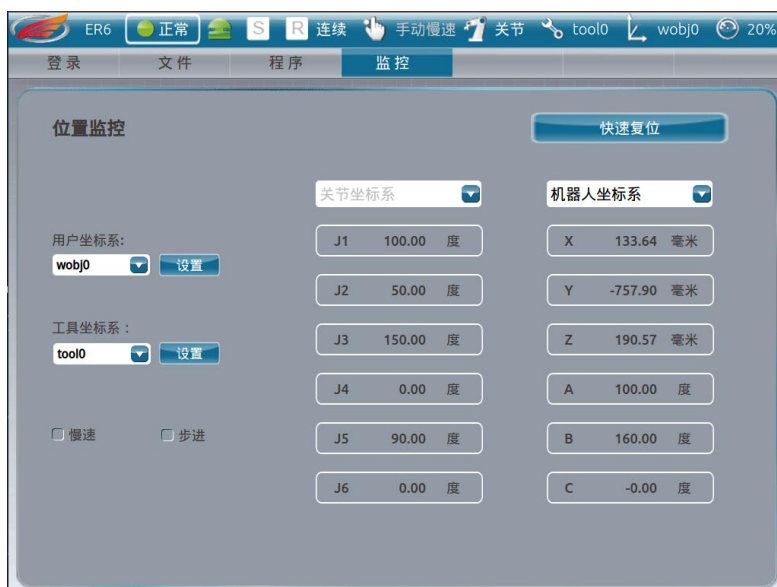 ER6 正常 S R 连续 手动慢速 关节 tool0 wobj0 20%
登录 文件 程序 监控
位置监控
快速复位
关节坐标系 机器人坐标系
用户坐标系:
wobj0 设置
J1 100.00 度 X 133.64 毫米
J2 50.00 度 Y -757.90 毫米
工具坐标系：
tool0 设置
J3 150.00 度 Z 190.57 毫米
J4 0.00 度 A 100.00 度
慢速 步进
J5 90.00 度 B 160.00 度
J6 0.00 度 C -0.00 度